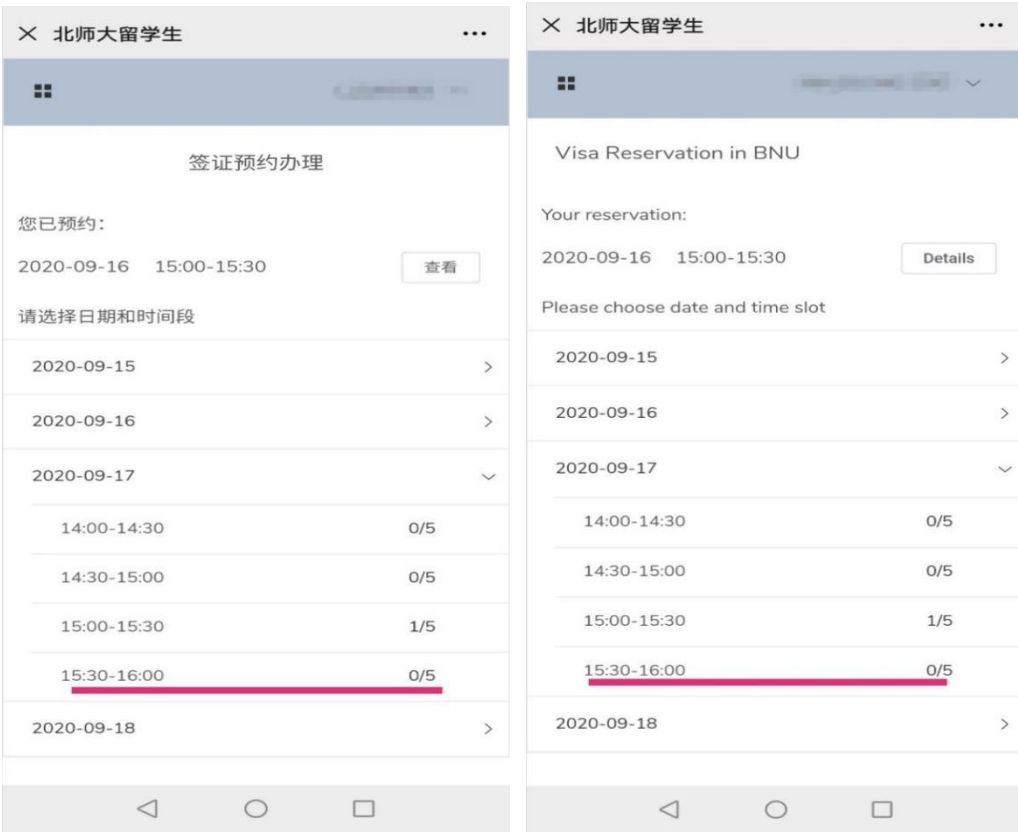 北师大留学生
签证预约办理
您已预约：
2020-09-16 15:00-15:30 查看
请选择日期和时间段
2020-09-15
2020-09-16
2020-09-17
14:00-14:30 0/5
14:30-15:00 0/5
15:00-15:30 1/5
15:30-16:00 0/5
2020-09-18
北师大留学生
Visa Reservation in BNU
Your reservation:
2020-09-16 15:00-15:30 Details
Please choose date and time slot
2020-09-15
2020-09-16
2020-09-17
14:00-14:30 0/5
14:30-15:00 0/5
15:00-15:30 1/5
15:30-16:00 0/5
2020-09-18